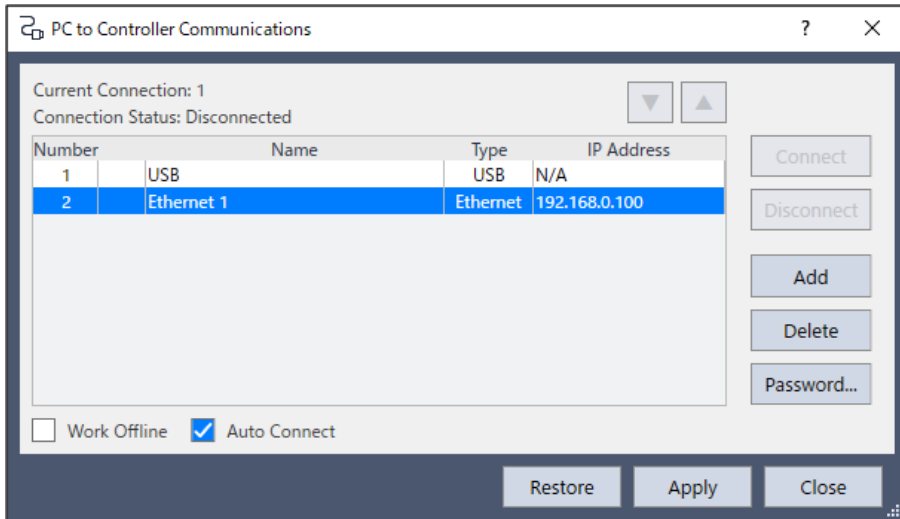 PC to Controller Communications
?
Current Connection: 1
Connection Status: Disconnected
Number Name Type IP Address
1 USB USB N/A
2 Ethernet 1 Ethernet 192.168.0.100
Connect
Disconnect
Add
Delete
Password...
Work Offline Auto Connect
Restore Apply Close